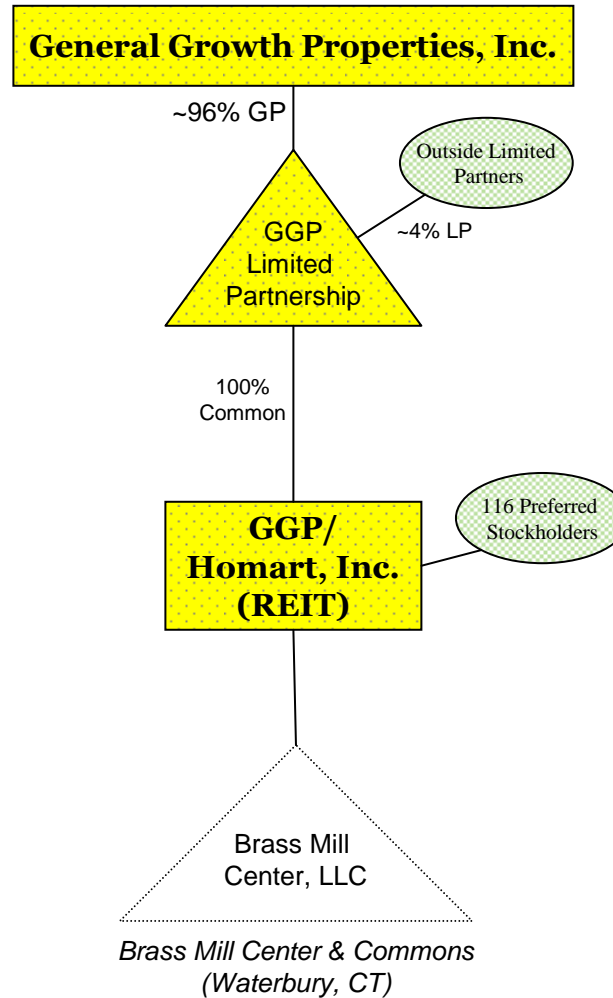 General Growth Properties, Inc.
~96% GP
Outside Limited
Partners
GGP
Limited
Partnership
~4% LP
100%
Common
GGP/
Homart, Inc.
(REIT)
116 Preferred
Stockholders
Brass Mill
Center, LLC
Brass Mill Center & Commons
(Waterbury, CT)